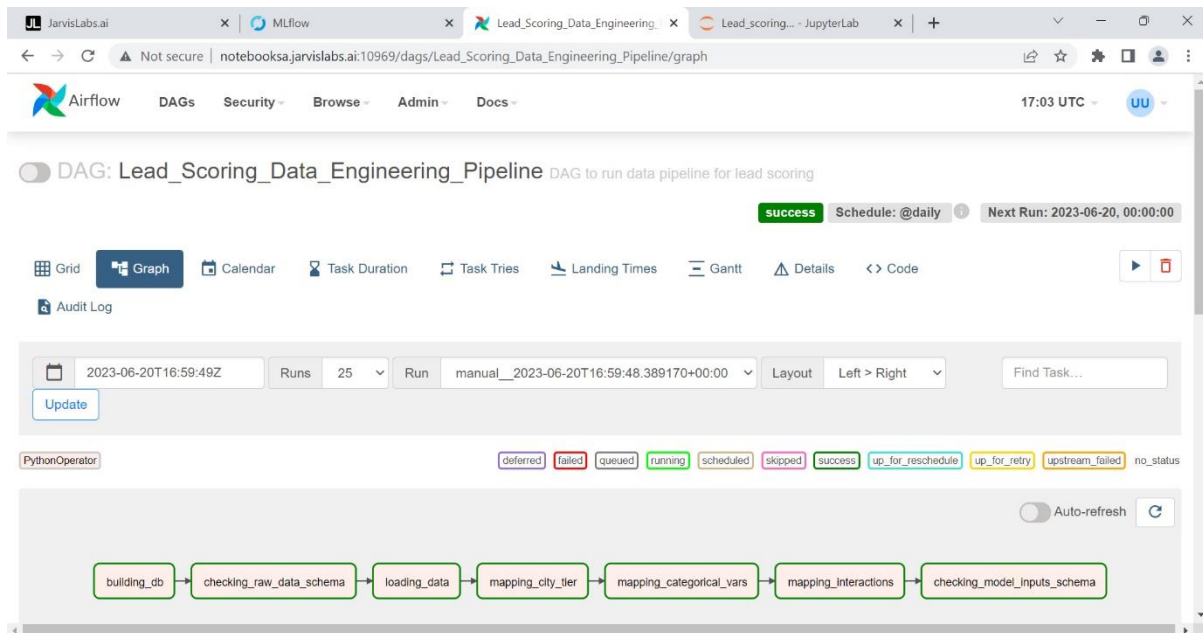 JL JarvisLabs.ai MLflow Lead_Scoring_Data_Engineering_ Lead_scoring... - JupyterLab
Not secure notebooksa.jarvislabs.ai:10969/dags/Lead_Scoring_Data_Engineering_Pipeline/graph
Airflow DAGs Security Browse Admin Docs 17:03 UTC UU
DAG: Lead_Scoring_Data_Engineering_Pipeline DAG to run data pipeline for lead scoring
success Schedule: @daily Next Run: 2023-06-20, 00:00:00
Grid Graph Calendar Task Duration Task Tries Landing Times Gantt Details Code
Audit Log
2023-06-20T16:59:49Z Runs 25 Run manual__2023-06-20T16:59:48.389170+00:00 Layout Left > Right Find Task...
Update
PythonOperator deferred failed queued running scheduled skipped success up_for_reschedule up_for_retry upstream_failed no_status
Auto-refresh
building_db checking_raw_data_schema loading_data mapping_city_tier mapping_categorical_vars mapping_interactions checking_model_inputs_schema